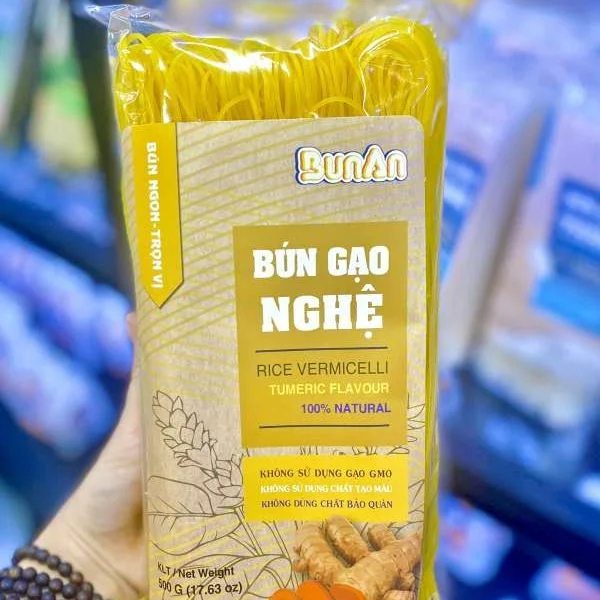 BunAn
BÚN NGON - TRỌN VỊ
BÚN GẠO
NGHỆ
RICE VERMICELLI
TUMERIC FLAVOUR
100% NATURAL
KHÔNG SỬ DỤNG GẠO GMO
KHÔNG SỬ DỤNG CHẤT TẠO MÀU
KHÔNG DÙNG CHẤT BẢO QUẢN
KLT / Net Weight
500 G (17.63 oz)